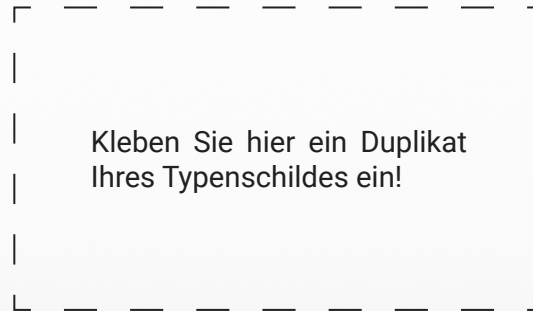 Kleben Sie hier ein Duplikat
Ihres Typenschildes ein!